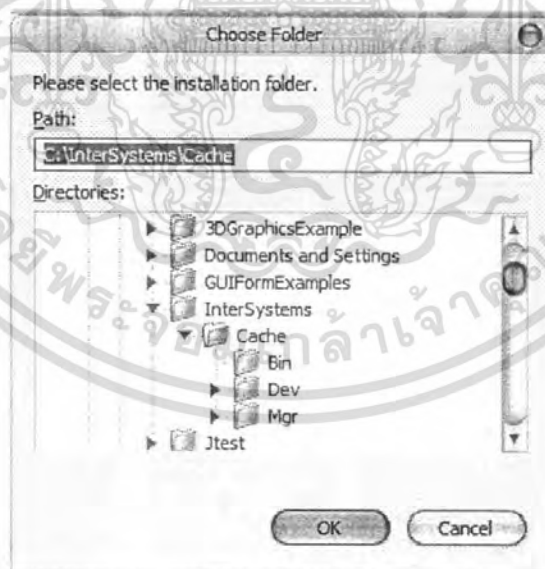 Choose Folder
Please select the installation folder.
Path:
C:\InterSystems\Cache
Directories:
3DGraphicsExample
Documents and Settings
GUIFormExamples
InterSystems
Cache
Bin
Dev
Mgr
Jtest
OK
Cancel